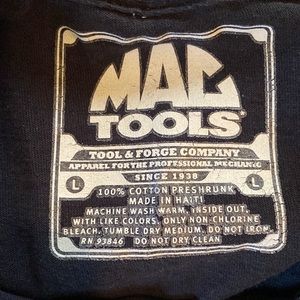 MAC
TOOLS
TOOL & FORGE COMPANY
APPAREL FOR THE PROFESSIONAL MECHANIC
SINCE 1938
L L
100% COTTON PRESHRUNK
MADE IN HAITI
MACHINE WASH WARM, INSIDE OUT,
WITH LIKE COLORS, ONLY NON-CHLORINE
BLEACH, TUMBLE DRY MEDIUM, DO NOT IRON.
RN 93846 DO NOT DRY CLEAN